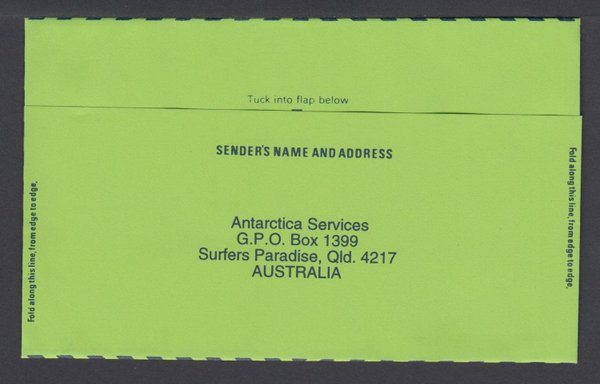 Tuck into flap below
SENDER'S NAME AND ADDRESS
Fold along this line, from edge to edge.
Fold along this line, from edge to edge.
Antarctica Services
G.P.O. Box 1399
Surfers Paradise, Qld. 4217
AUSTRALIA